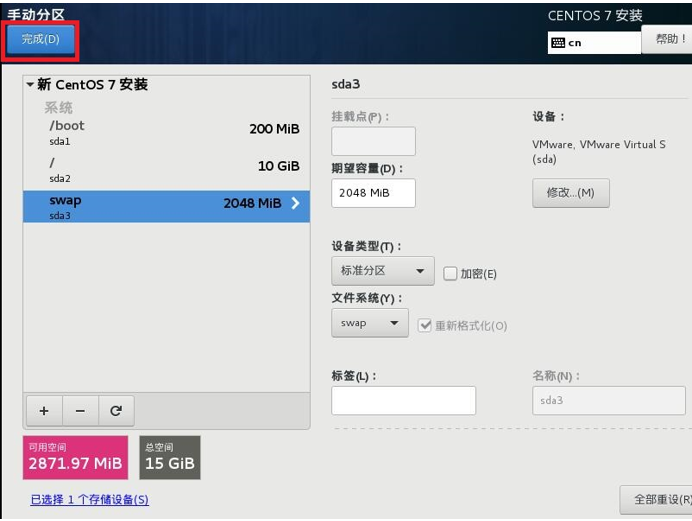 手动分区
CENTOS 7 安装
完成(D)
cn
帮助！
新 CentOS 7 安装
系统
/boot
200 MiB
sda1
/
10 GiB
sda2
swap
2048 MiB
sda3
sda3
挂载点(P)：
设备：
VMware, VMware Virtual S
(sda)
期望容量(D)：
2048 MiB
修改...(M)
设备类型(T)：
标准分区
加密(E)
文件系统(Y)：
swap
重新格式化(O)
标签(L)：
名称(N)：
sda3
+
-
可用空间
2871.97 MiB
总空间
15 GiB
已选择 1 个存储设备(S)
全部重设(R)